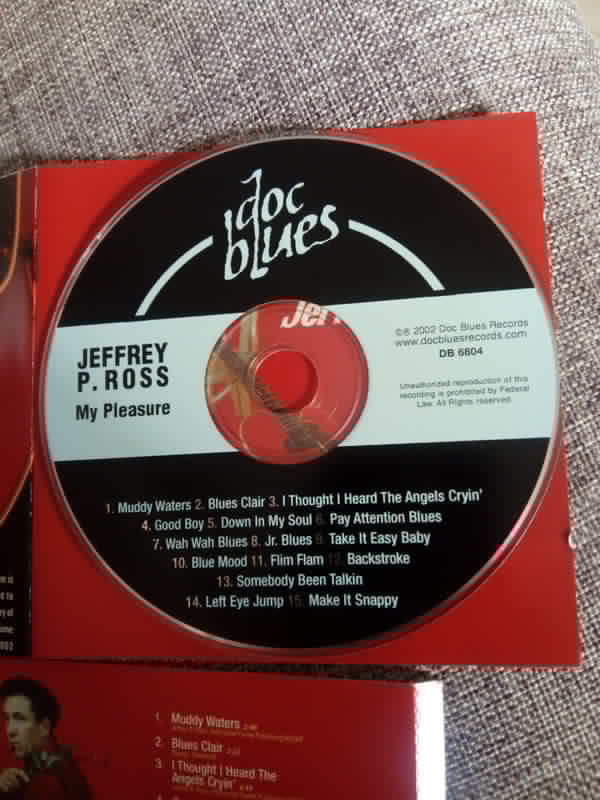 doc
blues
Jef
JEFFREY
P. ROSS
My Pleasure
©℗ 2002 Doc Blues Records
www.docbluesrecords.com
DB 6804
Unauthorized reproduction of this
recording is prohibited by Federal
Law. All Rights reserved.
1. Muddy Waters 2. Blues Clair 3. I Thought I Heard The Angels Cryin'
4. Good Boy 5. Down In My Soul 6. Pay Attention Blues
7. Wah Wah Blues 8. Jr. Blues 9. Take It Easy Baby
10. Blue Mood 11. Flim Flam 12. Backstroke
13. Somebody Been Talkin
14. Left Eye Jump 15. Make It Snappy
1. Muddy Waters
2. Blues Clair
3. I Thought I Heard The
Angels Cryin'